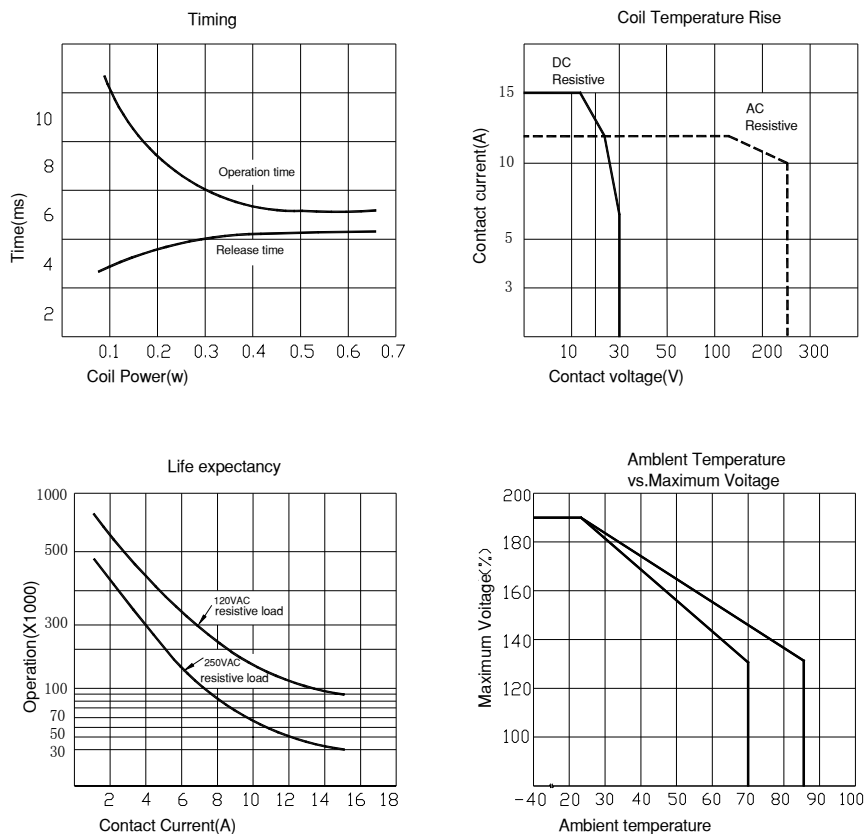 Timing
10
8
6
4
2
Time(ms)
Operation time
Release time
0.1 0.2 0.3 0.4 0.5 0.6 0.7
Coil Power(w)
Coil Temperature Rise
DC
Resistive
AC
Resistive
15
10
5
3
Contact current(A)
10 30 50 100 200 300
Contact voltage(V)
Life expectancy
1000
500
300
100
70
50
30
Operation(X1000)
120VAC
resistive load
250VAC
resistive load
2 4 6 8 10 12 14 16 18
Contact Current(A)
Amblent Temperature
vs.Maximum Voltage
200
180
160
140
120
100
Maximum Voitage(%)
-40 20 30 40 50 60 70 80 90 100
Ambient temperature